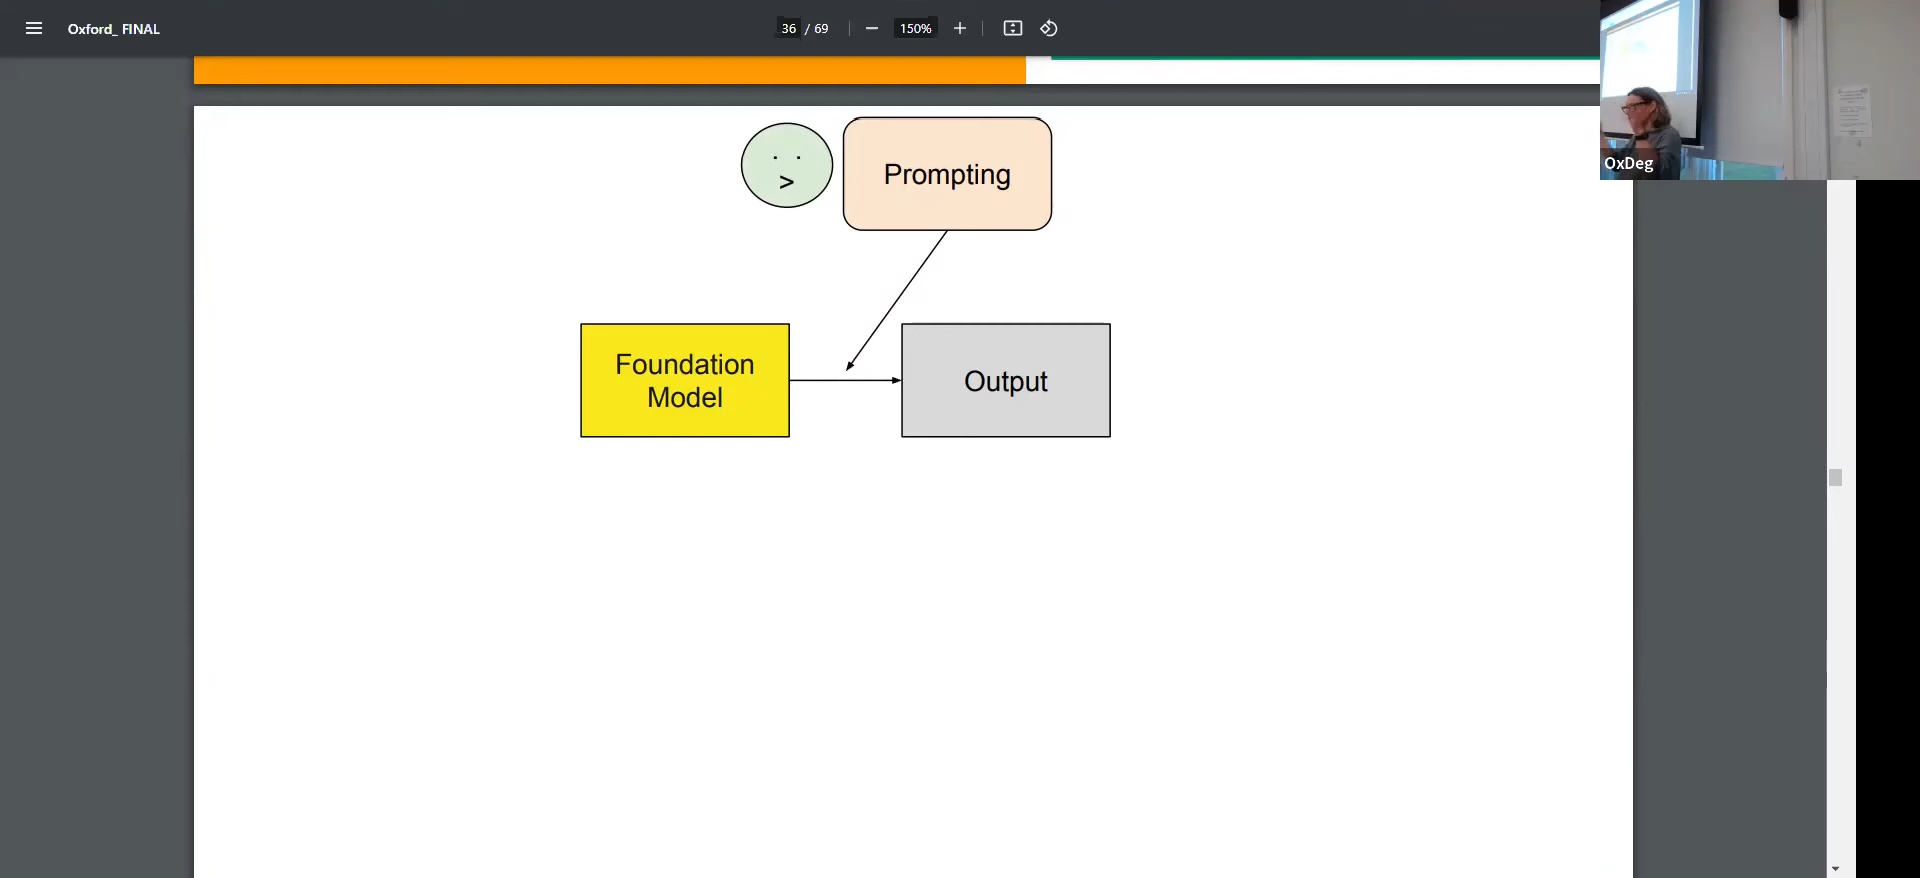 Oxford_ FINAL
36 / 69
150%
OxDeg
. .
>
Prompting
Foundation
Model
Output